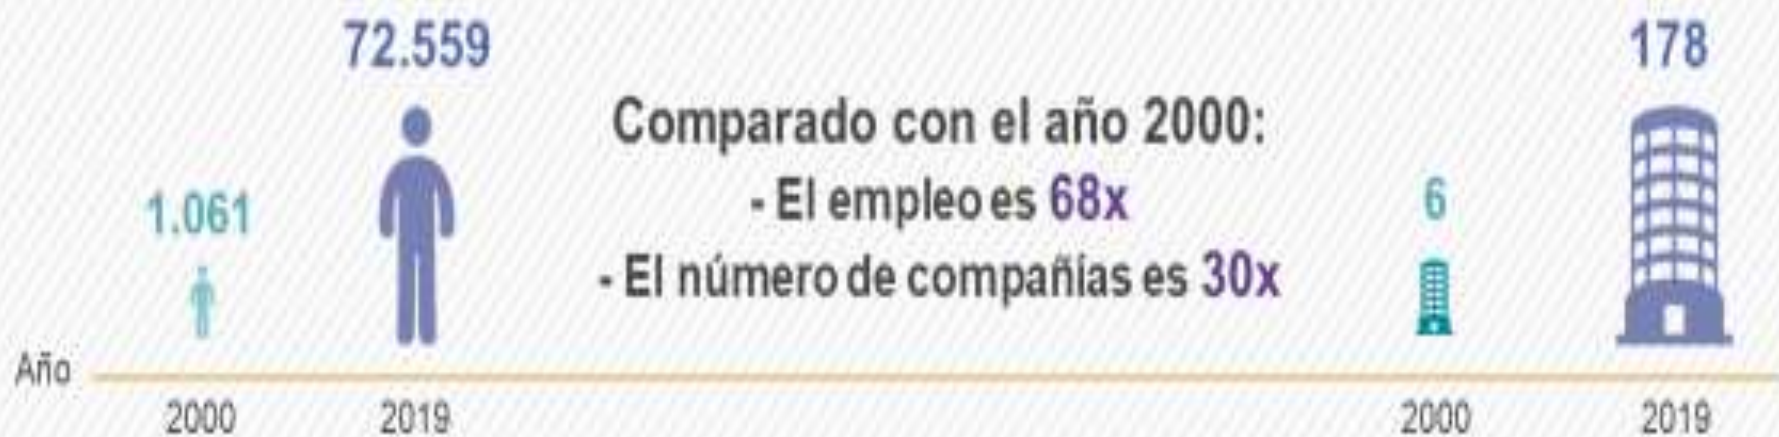 72.559
178
Comparado con el año 2000:
1.061
- El empleo es 68x
6
- El número de compañías es 30x
Año
2000
2019
2000
2019